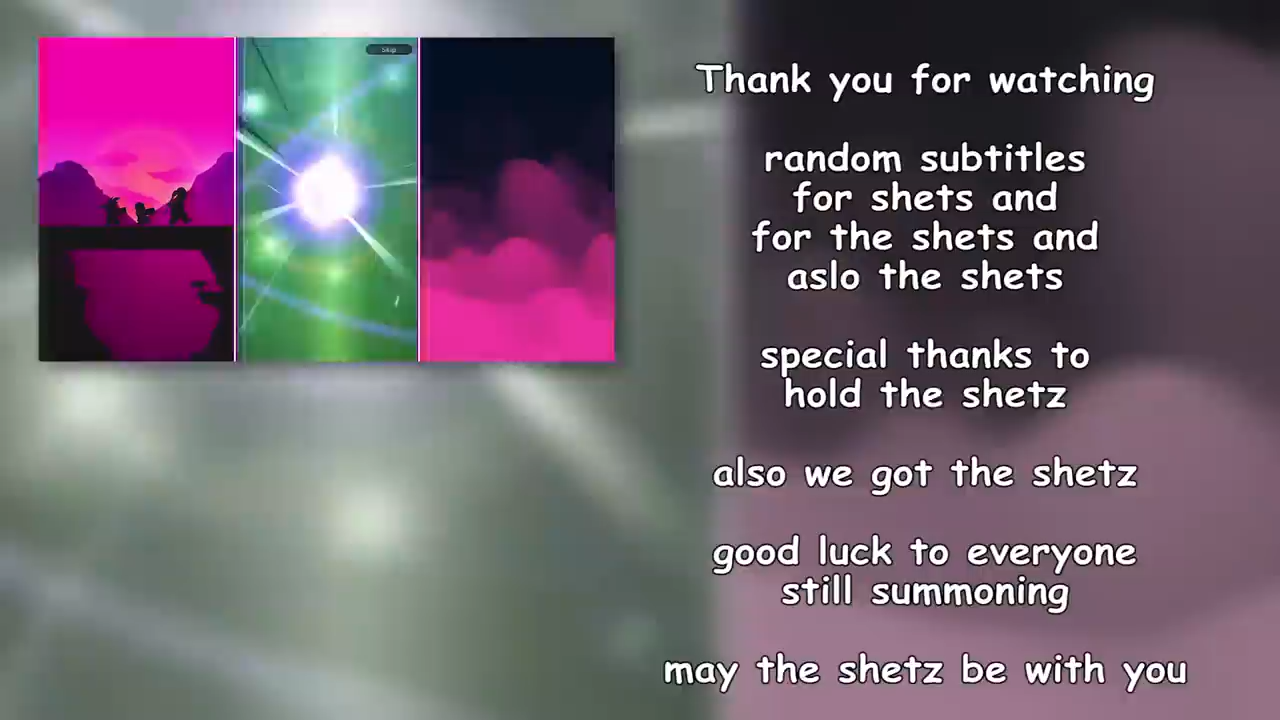 Skip
Thank you for watching
random subtitles
for shets and
for the shets and
aslo the shets
special thanks to
hold the shetz
also we got the shetz
good luck to everyone
still summoning
may the shetz be with you